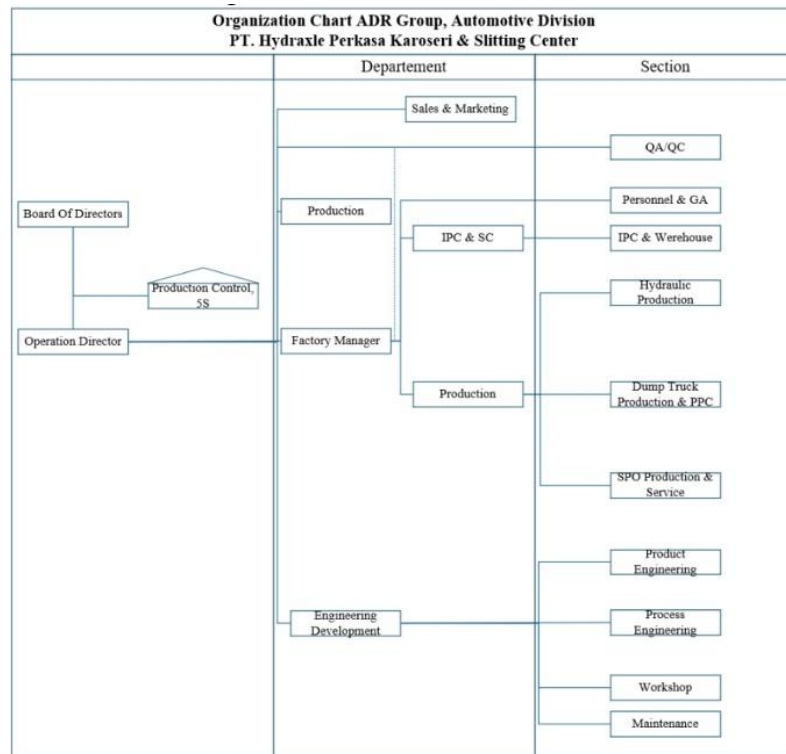 Organization Chart ADR Group, Automotive Division
PT. Hydraxle Perkasa Karoseri & Slitting Center
Departement
Section
Sales & Marketing
QA/QC
Personnel & GA
Board Of Directors
Production
IPC & SC
IPC & Werehouse
Production Control,
5S
Hydraulic
Production
Operation Director
Factory Manager
Production
Dump Truck
Production & PPC
SPO Production &
Service
Product
Engineering
Engineering
Development
Process
Engineering
Workshop
Maintenance